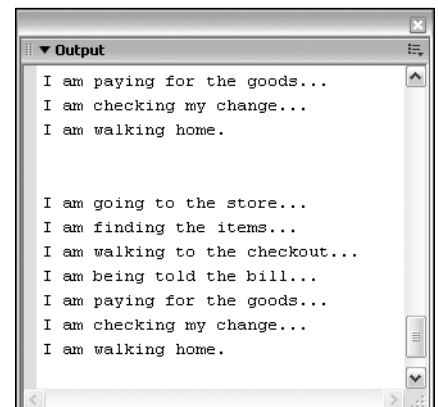 Output
I am paying for the goods...
I am checking my change...
I am walking home.
I am going to the store...
I am finding the items...
I am walking to the checkout...
I am being told the bill...
I am paying for the goods...
I am checking my change...
I am walking home.